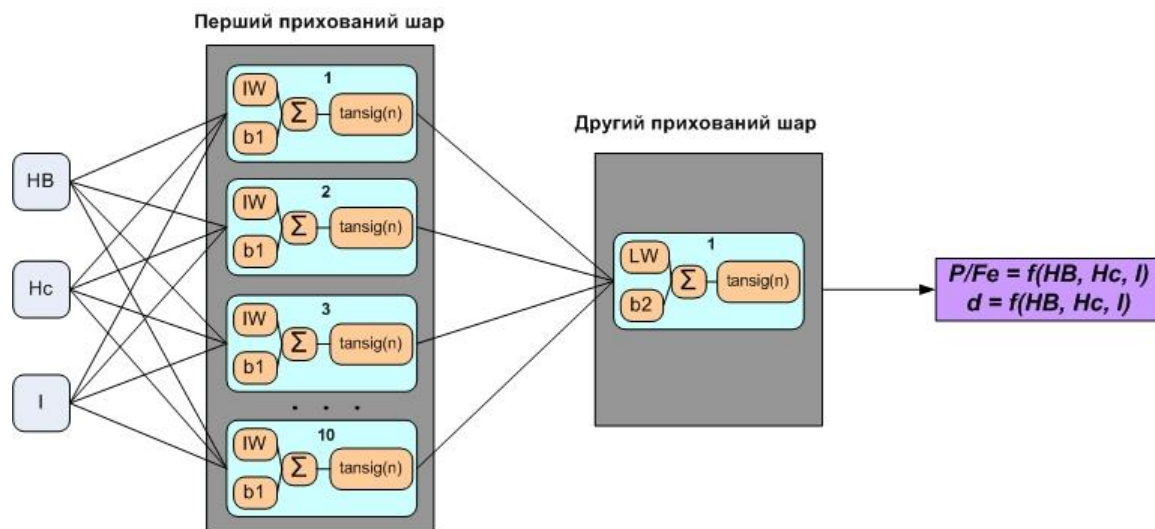 Перший прихований шар
1
IW
b1
Σ
tansig(n)
2
IW
b1
Σ
tansig(n)
3
IW
b1
Σ
tansig(n)
. . .
10
IW
b1
Σ
tansig(n)
HB
Hc
I
Другий прихований шар
1
LW
b2
Σ
tansig(n)
P/Fe = f(HB, Hc, I)
d = f(HB, Hc, I)